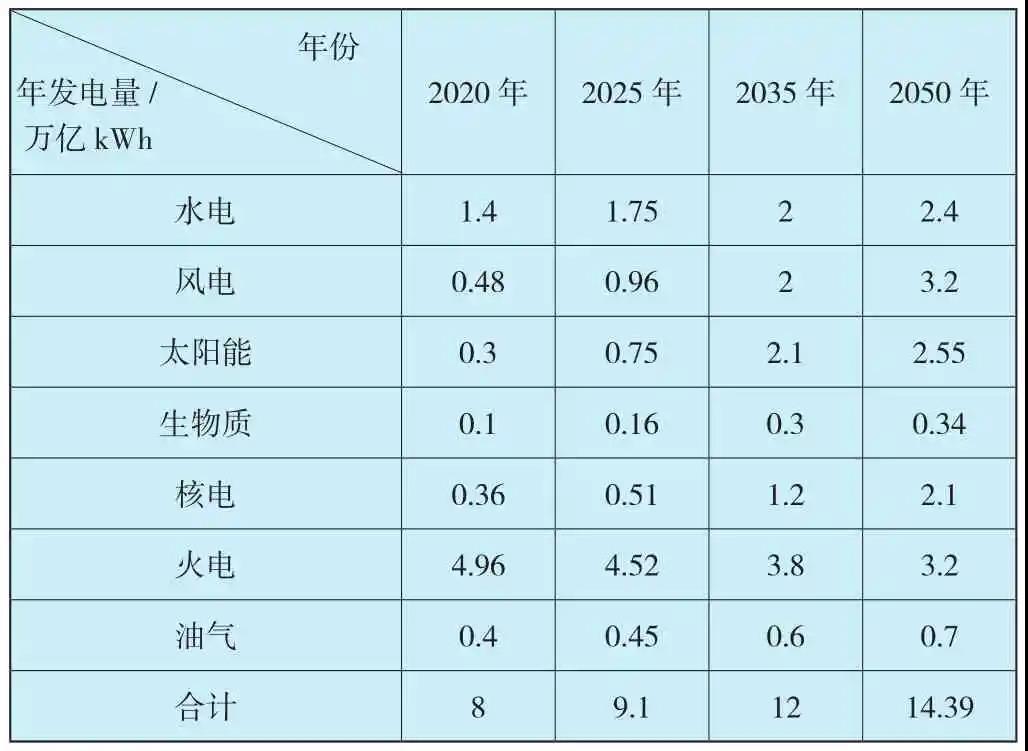 年份
年发电量 /
万亿 kWh
2020 年 2025 年 2035 年 2050 年
水电 1.4 1.75 2 2.4
风电 0.48 0.96 2 3.2
太阳能 0.3 0.75 2.1 2.55
生物质 0.1 0.16 0.3 0.34
核电 0.36 0.51 1.2 2.1
火电 4.96 4.52 3.8 3.2
油气 0.4 0.45 0.6 0.7
合计 8 9.1 12 14.39